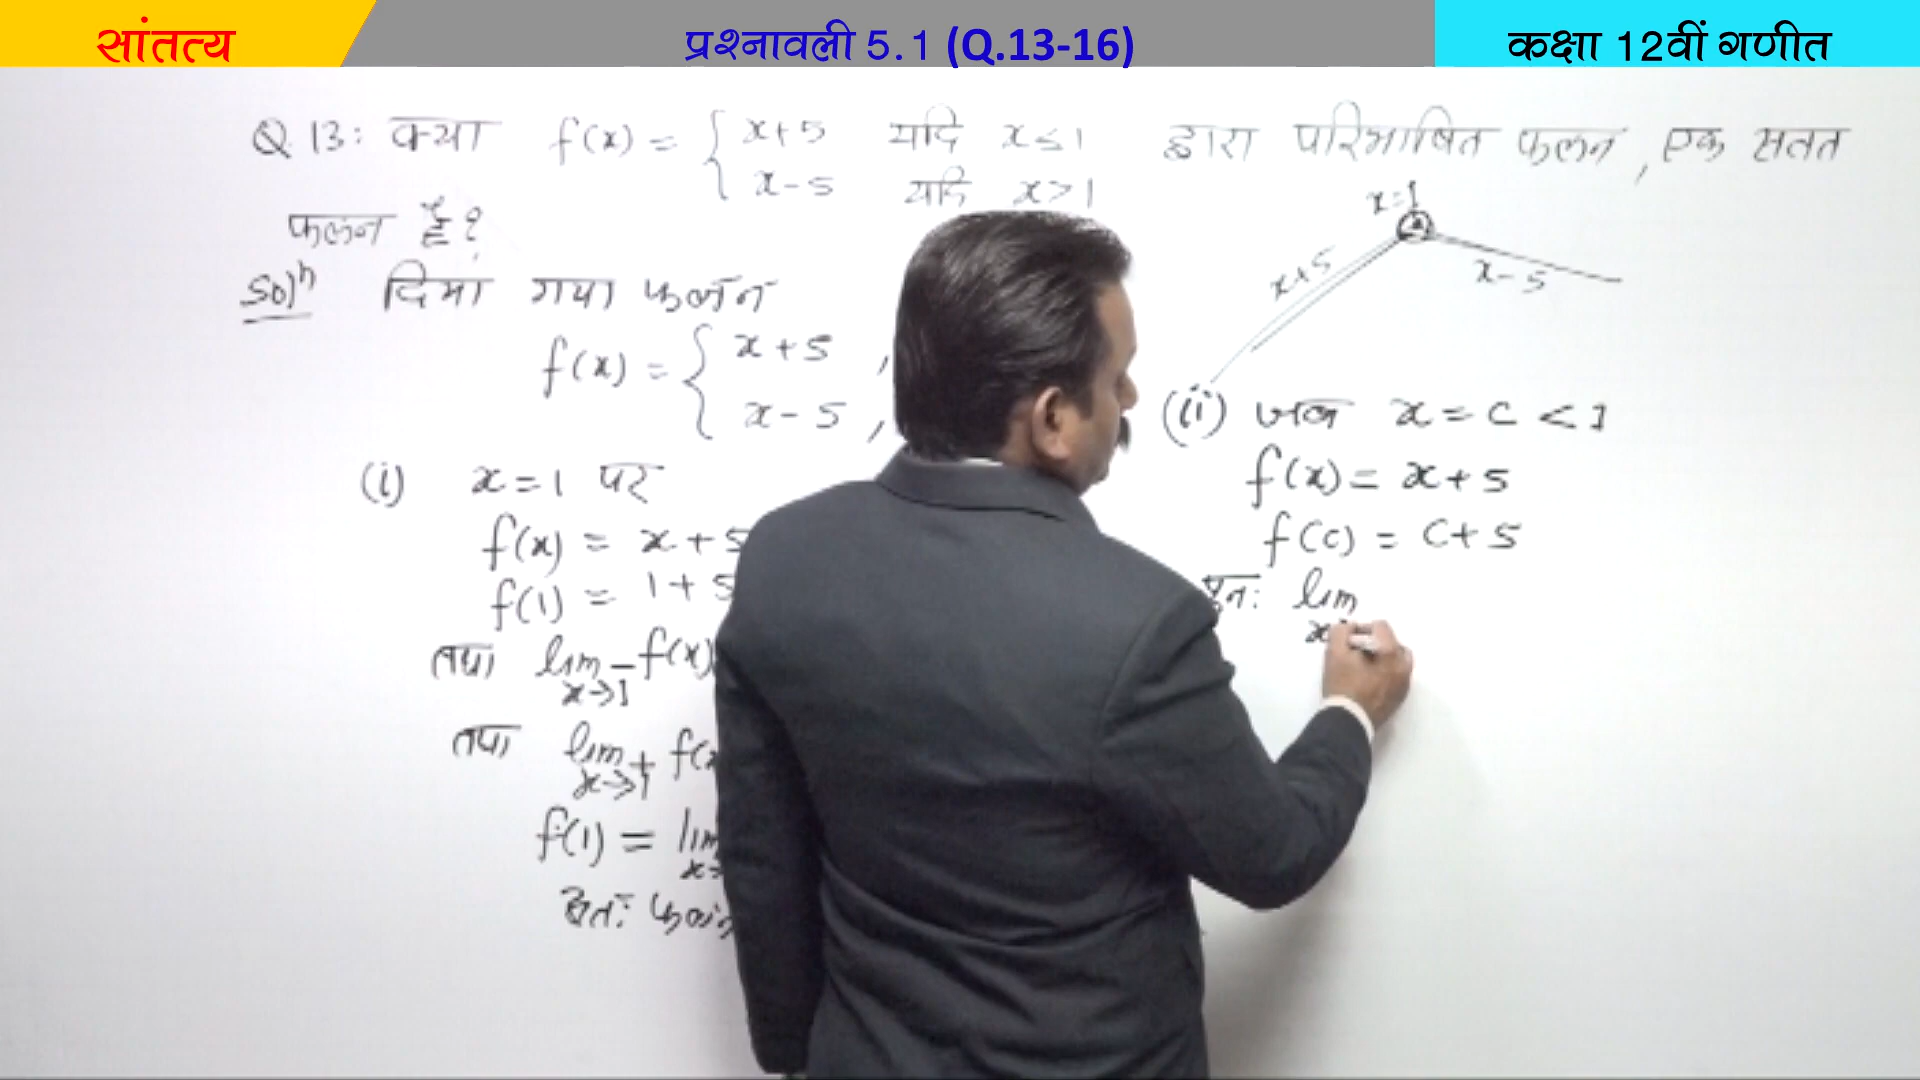 सांतत्य
प्रश्नावली 5.1 (Q.13-16)
कक्षा 12वीं गणीत
Q.13: क्या f(x) = { x+5 यदि x≤1 द्वारा परिभाषित फलन, एक सतत
x-5 यदि x>1
फलन है?
Solⁿ दिया गया फलन
f(x) = { x+5 ,
x-5 ,
(i) x=1 पर
f(x) = x+5
f(1) = 1+5
तथा lim f(x)
x→1⁻
तथा lim f(x
x→1⁺
f(1) = lim
x→
अतः फलन
x=1
x+5
x-5
(ii) जब x = c < 1
f(x) = x+5
f(c) = c+5
पुनः lim
x